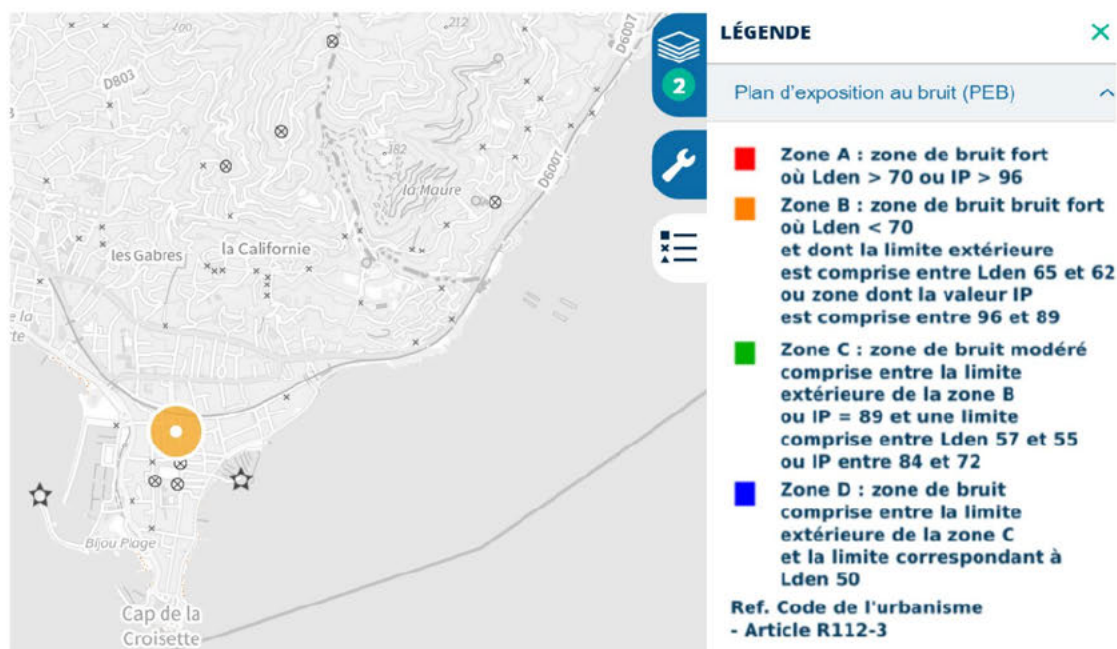 200
212
D6007
D803
3
182
la Maure
D6007
les Gabres
la Californie
e la
tte
Bijou Plage
Cap de la
Croisette
2
LÉGENDE
Plan d'exposition au bruit (PEB)
Zone A : zone de bruit fort
où Lden > 70 ou IP > 96
Zone B : zone de bruit bruit fort
où Lden < 70
et dont la limite extérieure
est comprise entre Lden 65 et 62
ou zone dont la valeur IP
est comprise entre 96 et 89
Zone C : zone de bruit modéré
comprise entre la limite
extérieure de la zone B
ou IP = 89 et une limite
comprise entre Lden 57 et 55
ou IP entre 84 et 72
Zone D : zone de bruit
comprise entre la limite
extérieure de la zone C
et la limite correspondant à
Lden 50
Ref. Code de l'urbanisme
- Article R112-3